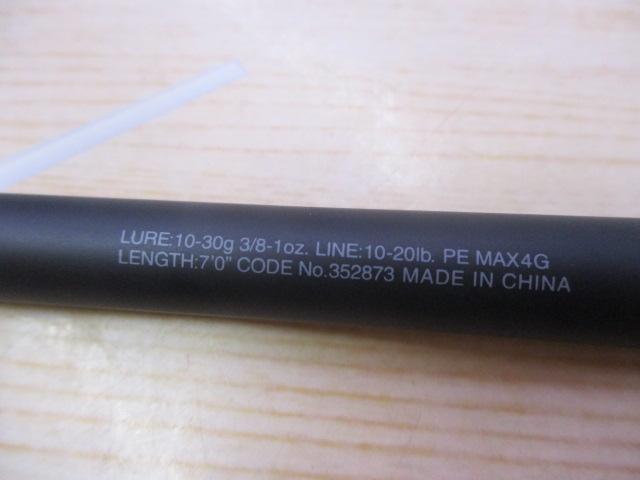 LURE:10-30g 3/8-1oz. LINE:10-20lb. PE MAX4G
LENGTH:7'0" CODE No.352873 MADE IN CHINA